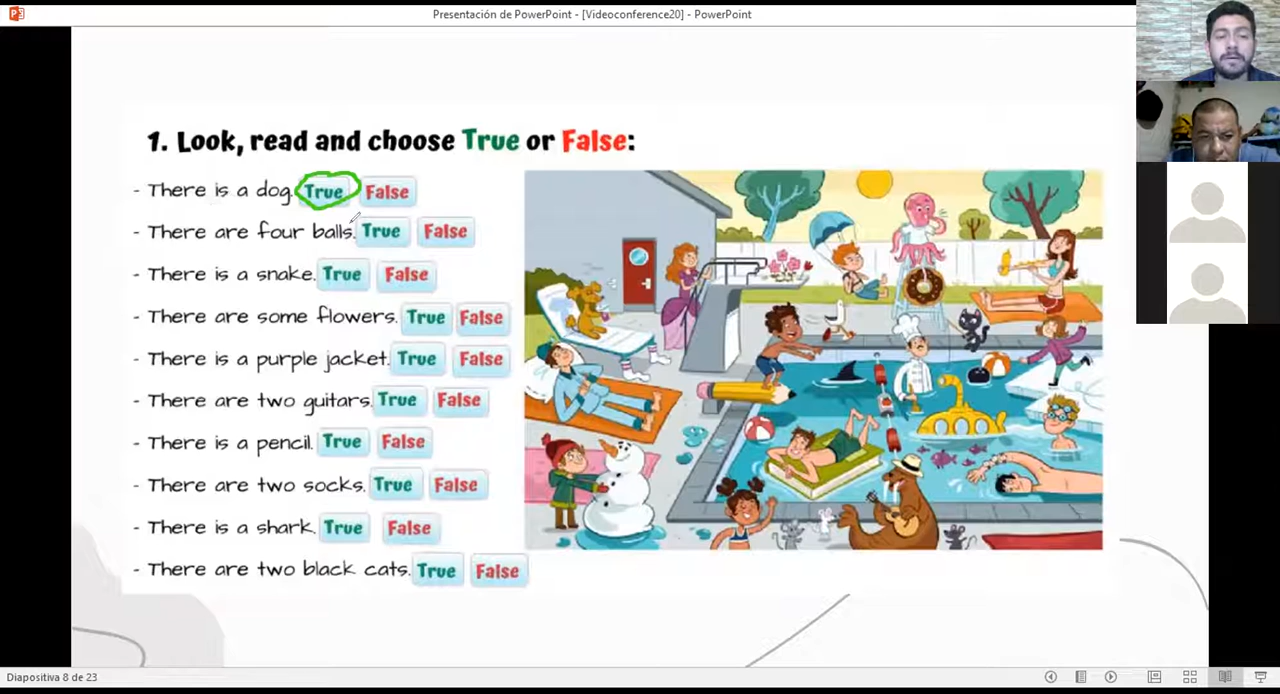 Presentación de PowerPoint - [Videoconference20] - PowerPoint
1. Look, read and choose True or False:
- There is a dog. True False
- There are four balls. True False
- There is a snake. True False
- There are some flowers. True False
- There is a purple jacket. True False
- There are two guitars. True False
- There is a pencil. True False
- There are two socks. True False
- There is a shark. True False
- There are two black cats. True False
Diapositiva 8 de 23